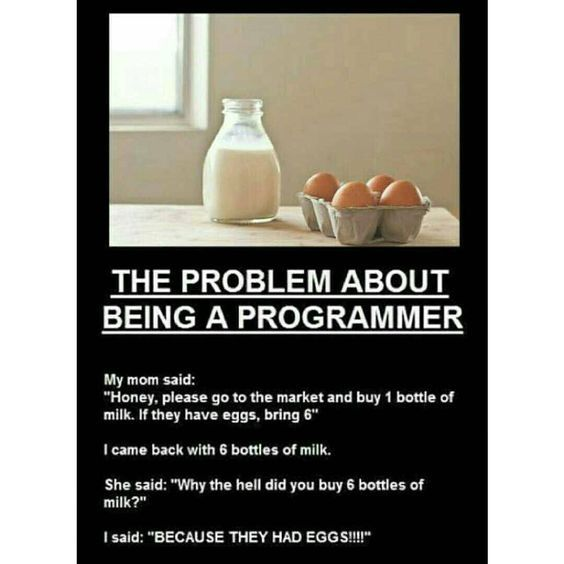 THE PROBLEM ABOUT
BEING A PROGRAMMER
My mom said:
"Honey, please go to the market and buy 1 bottle of
milk. If they have eggs, bring 6"
I came back with 6 bottles of milk.
She said: "Why the hell did you buy 6 bottles of
milk?"
I said: "BECAUSE THEY HAD EGGS!!!!"